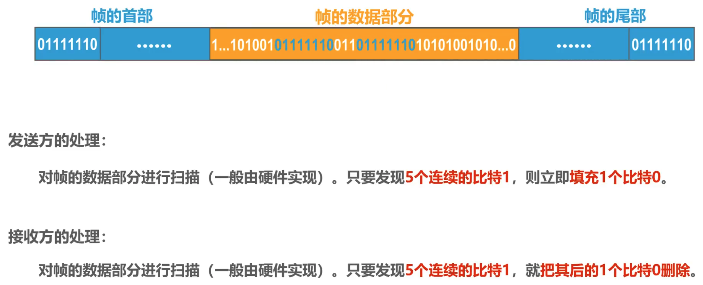 帧的首部 帧的数据部分 帧的尾部
01111110 …… 1...101001011111100110111111010101001010...0 …… 01111110
发送方的处理：
对帧的数据部分进行扫描（一般由硬件实现）。只要发现5个连续的比特1，则立即填充1个比特0。
接收方的处理：
对帧的数据部分进行扫描（一般由硬件实现）。只要发现5个连续的比特1，就把其后的1个比特0删除。